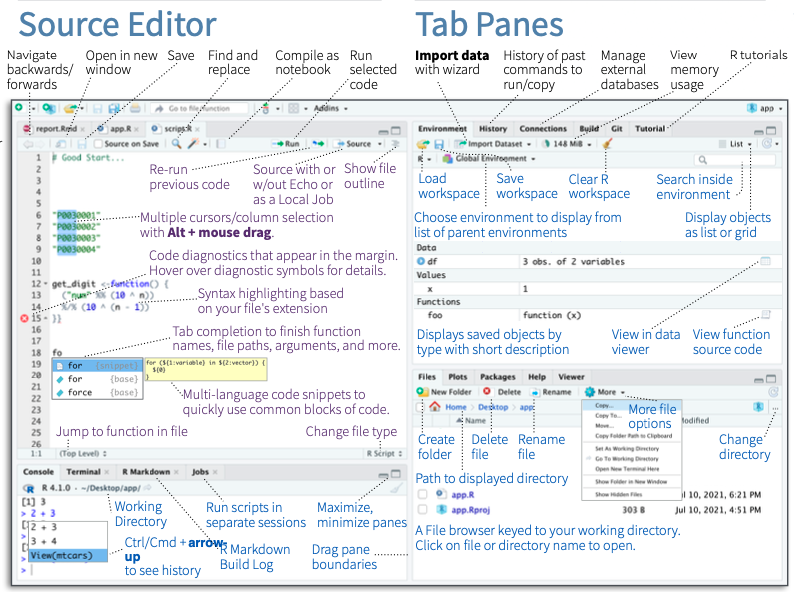 Source Editor
Tab Panes
Navigate backwards/ forwards
Open in new window
Save
Find and replace
Compile as notebook
Run selected code
Import data with wizard
History of past commands to run/copy
Manage external databases
View memory usage
R tutorials
Go to file/function
Addins
app
report.Rmd
app.R
script.R
Source on Save
Run
Source
1 # Good Start...
2
3
4
5
6 "P0030001"
7 "P0030002"
8 "P0030003"
9 "P0030004"
10
11
12 get_digit <- function() {
13 ("num" %% (10 ^ n))
14 %/% (10 ^ (n - 1))
15 }}
16
17
18 fo
19
20
21
22
23
24
25
26
Re-run previous code
Source with or w/out Echo or as a Local Job
Show file outline
Multiple cursors/column selection with Alt + mouse drag.
Code diagnostics that appear in the margin. Hover over diagnostic symbols for details.
Syntax highlighting based on your file's extension
Tab completion to finish function names, file paths, arguments, and more.
for {snippet}
for {base}
force {base}
for (${1:variable} in ${2:vector}) {
${0}
}
Multi-language code snippets to quickly use common blocks of code.
Jump to function in file
Change file type
1:1
(Top Level)
R Script
Console
Terminal
R Markdown
Jobs
R 4.1.0 · ~/Desktop/app/
[1] 3
> 2 + 3
2 + 3
3 + 4
View(mtcars)
>
Working Directory
Run scripts in separate sessions
Maximize, minimize panes
Ctrl/Cmd + arrow-up to see history
R Markdown Build Log
Drag pane boundaries
Environment
History
Connections
Build
Git
Tutorial
Import Dataset
148 MiB
List
R
Global Environment
Load workspace
Save workspace
Clear R workspace
Search inside environment
Choose environment to display from list of parent environments
Display objects as list or grid
Data
df 3 obs. of 2 variables
Values
x 1
Functions
foo function (x)
Displays saved objects by type with short description
View in data viewer
View function source code
Files
Plots
Packages
Help
Viewer
New Folder
Delete
Rename
More
Home
Desktop
app
Name
Modified
Copy...
Copy To...
Move...
Copy Folder Path to Clipboard
Set As Working Directory
Go To Working Directory
Open New Terminal Here
Show Folder in New Window
Show Hidden Files
More file options
Create folder
Delete file
Rename file
Change directory
Path to displayed directory
app.R
Jul 10, 2021, 6:21 PM
app.Rproj
303 B
Jul 10, 2021, 4:51 PM
A File browser keyed to your working directory. Click on file or directory name to open.